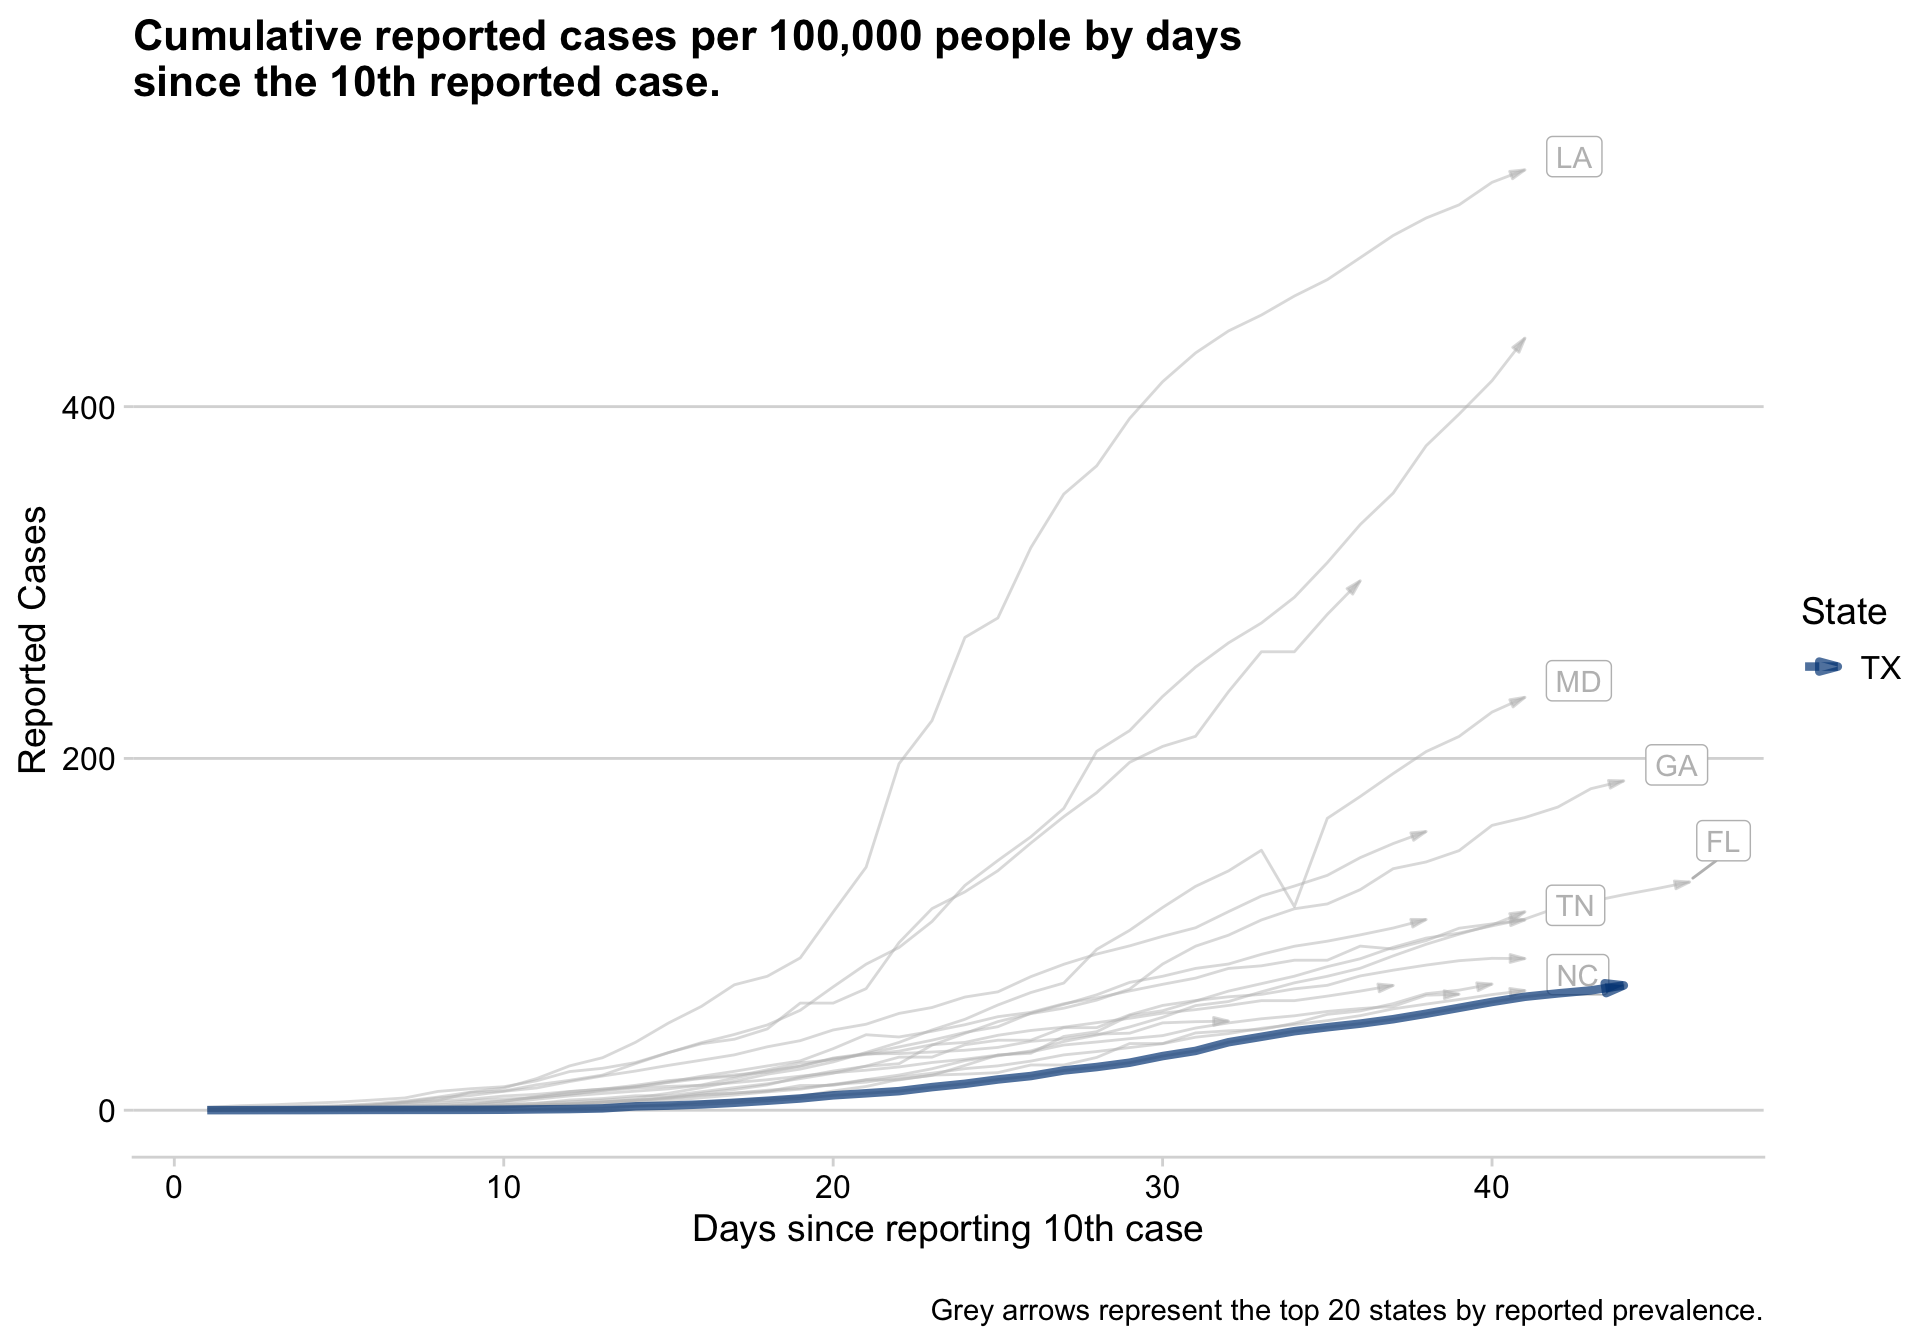 Cumulative reported cases per 100,000 people by days
since the 10th reported case.
LA
400
MD
200
GA
FL
TN
NC
0
Reported Cases
State
TX
0 10 20 30 40
Days since reporting 10th case
Grey arrows represent the top 20 states by reported prevalence.